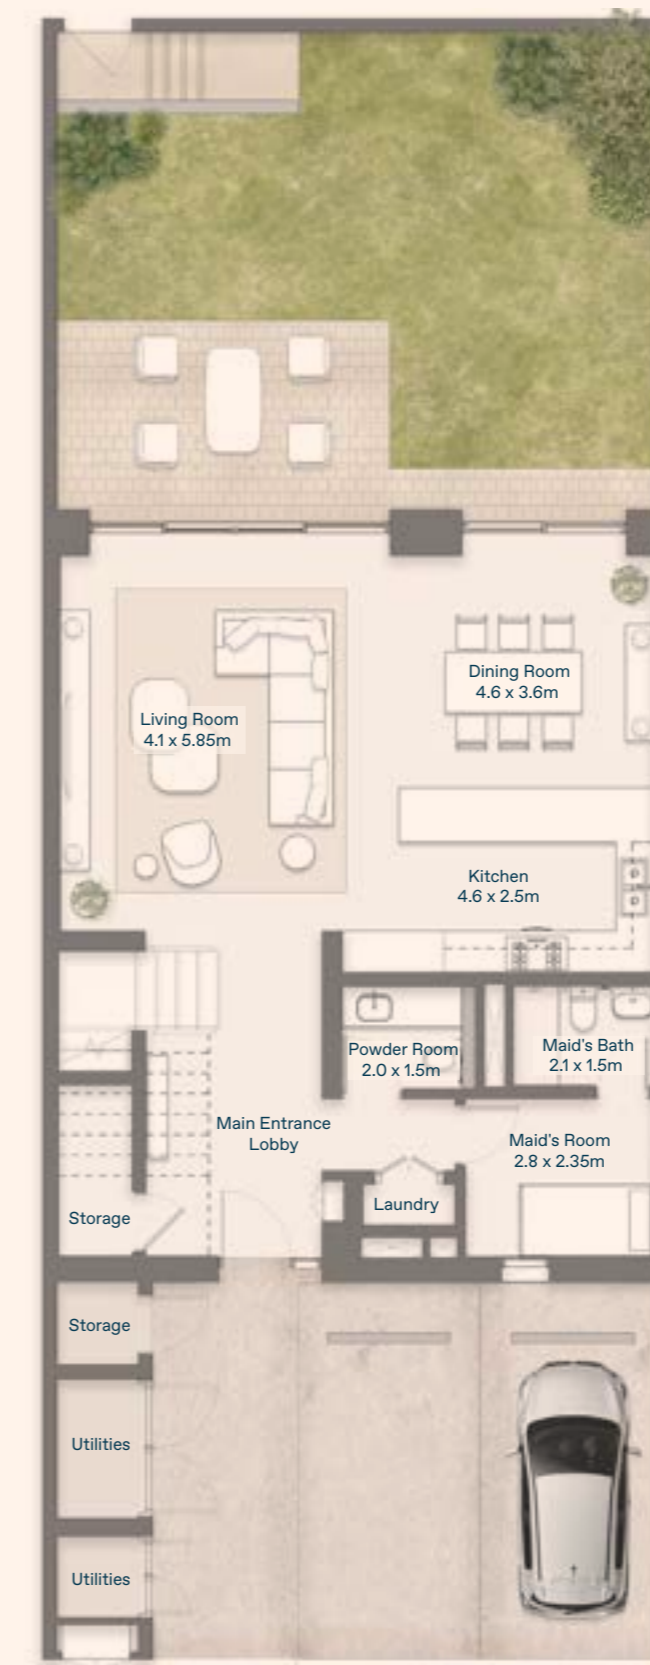 Dining Room
4.6 x 3.6m
Living Room
4.1 x 5.85m
Kitchen
4.6 x 2.5m
Powder Room
2.0 x 1.5m
Maid's Bath
2.1 x 1.5m
Main Entrance
Lobby
Maid's Room
2.8 x 2.35m
Laundry
Storage
Storage
Utilities
Utilities